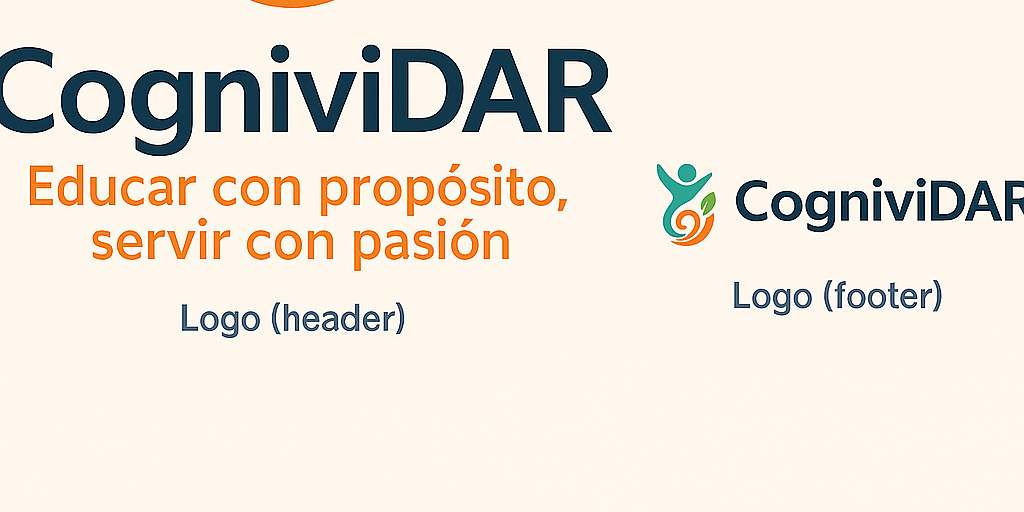 CogniviDAR
Educar con propósito,
servir con pasión
Logo (header)
CogniviDAR
Logo (footer)